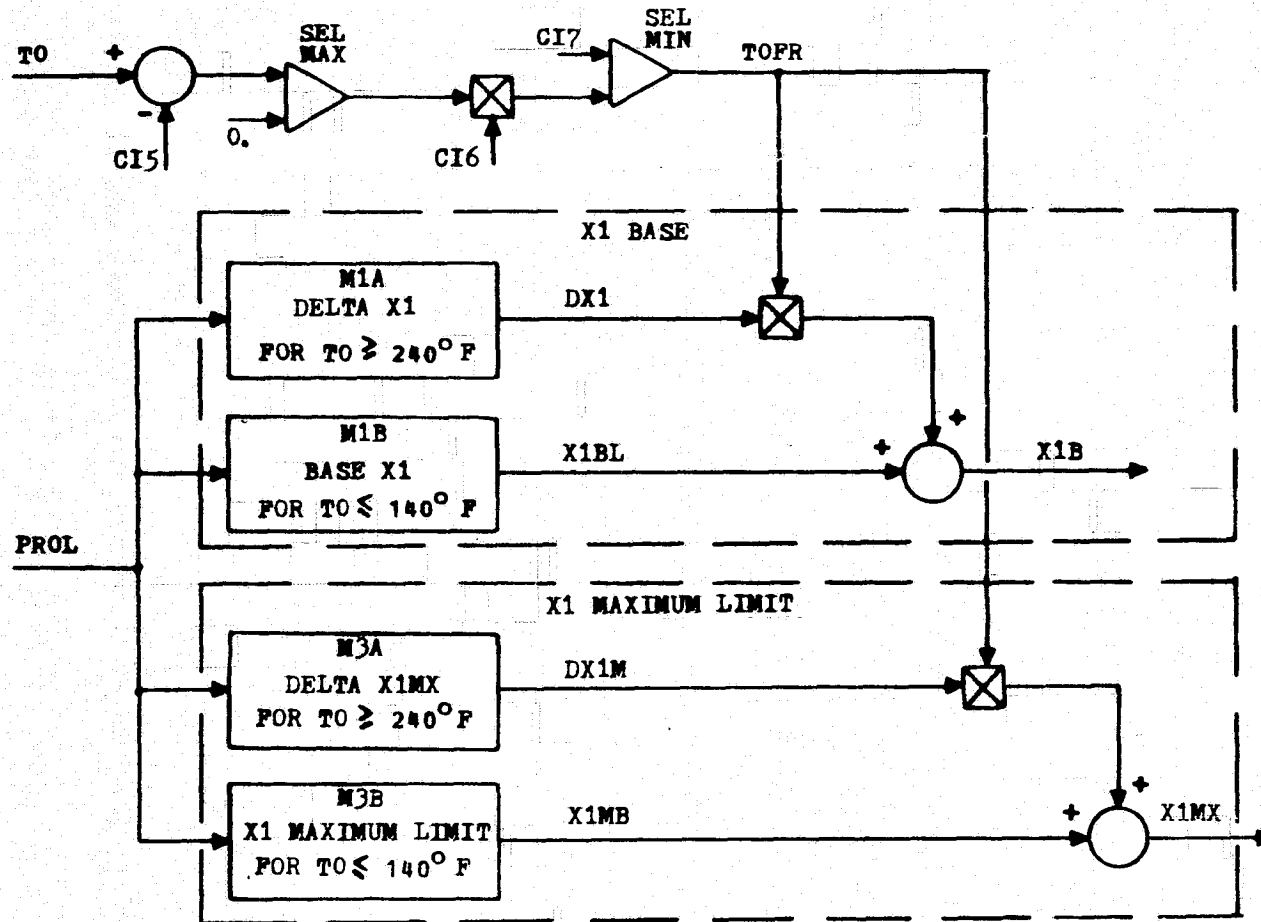 TO
+
-
CI5
SEL
MAX
0.
CI6
CI7
SEL
MIN
TOFR
X1 BASE
M1A
DELTA X1
FOR TO ≥ 240° F
DX1
M1B
BASE X1
FOR TO ≤ 140° F
X1BL
+
+
X1B
PROL
X1 MAXIMUM LIMIT
M3A
DELTA X1MX
FOR TO ≥ 240° F
DX1M
M3B
X1 MAXIMUM LIMIT
FOR TO ≤ 140° F
X1MB
+
+
X1MX